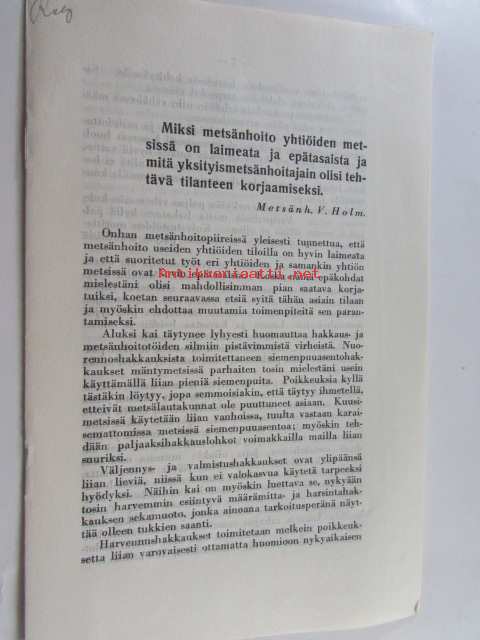 Miksi metsänhoito yhtiöiden met-
sissä on laimeata ja epätasaista ja
mitä yksityismetsänhoitajain olisi teh-
tävä tilanteen korjaamiseksi.
Metsänh. V. Holm.
Onhan metsänhoitopiireissä yleisesti tunnettua, että
metsänhoito useiden yhtiöiden tiloilla on hyvin laimeata
ja että suoritetut työt eri yhtiöiden ja samankin yhtiön
metsissä ovat hyvin epätasaisia. Koska nämä epäkohdat
mielestäni olisi mahdollisimman pian saatava korja-
tuiksi, koetan seuraavassa etsiä syitä tähän asiain tilaan
ja myöskin ehdottaa muutamia toimenpiteitä sen paran-
tamiseksi.
Aluksi kai täytynee lyhyesti huomauttaa hakkaus- ja
metsänhoitotöiden silmiin pistävimmistä virheistä. Nuo-
rennoshakkauksista toimitettaneen siemenpuuasentohak-
kaukset mäntymetsissä parhaiten tosin mielestäni usein
käyttämällä liian pieniä siemenpuita. Poikkeuksia kyllä
tästäkin löytyy, jopa semmoisiakin, että täytyy ihmetellä,
etteivät metsälautakunnat ole puuttuneet asiaan. Kuusi-
metsissä käytetään liian vanhoissa, tuulta vastaan karai-
semattomissa metsissä siemenpuuasentoa; myöskin teh-
dään paljaaksihakkauslohkot voimakkailla mailla liian
suuriksi.
Väljennys- ja valmistushakkaukset ovat ylipäänsä
liian lieviä, niissä kun ei valokasvua käytetä tarpeeksi
hyödyksi. Näihin kai on myöskin luettava se, nykyään
tosin harvemmin esiintyvä määrämitta- ja harsintahak-
kauksen sekamuoto, jonka ainoana tarkoitusperänä näyt-
tää olleen tukkien saanti.
Harvennushakkaukset toimitetaan melkein poikkeuk-
setta liian varovaisesti ottamatta huomioon nykyaikaisen